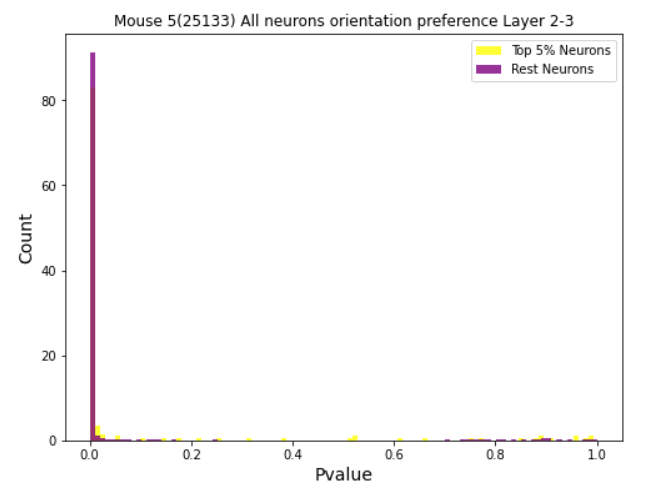 Mouse 5(25133) All neurons orientation preference Layer 2-3
Top 5% Neurons
Rest Neurons
Count
80
60
40
20
0
0.0 0.2 0.4 0.6 0.8 1.0
Pvalue